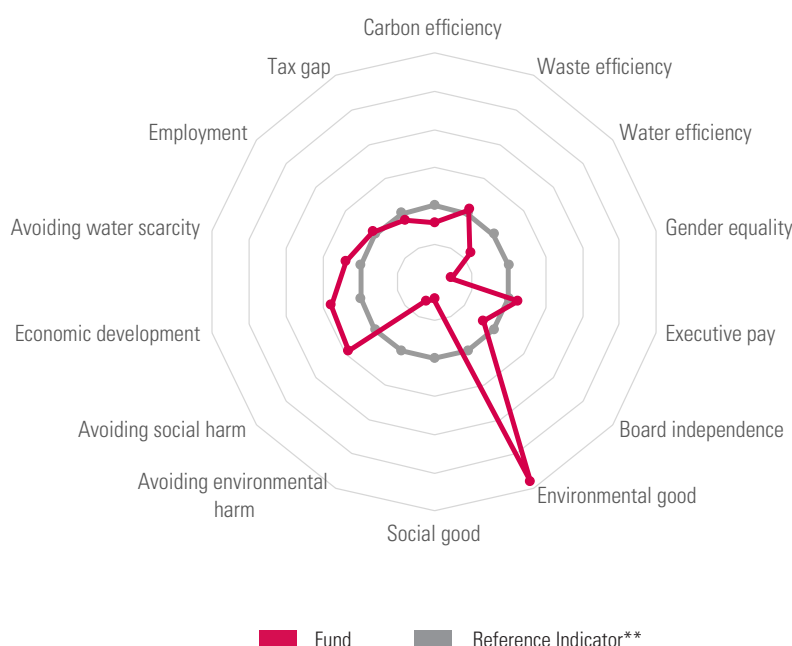 Carbon efficiency
Tax gap
Waste efficiency
Employment
Water efficiency
Avoiding water scarcity
Gender equality
Economic development
Executive pay
Avoiding social harm
Board independence
Avoiding environmental
harm
Environmental good
Social good
Fund
Reference Indicator**